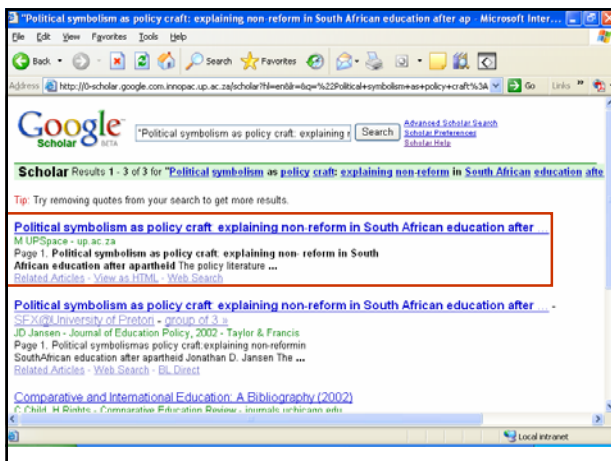 "Political symbolism as policy craft: explaining non-reform in South African education after ap - Microsoft Inter...
File Edit View Favorites Tools Help
Back Search Favorites
Address http://0-scholar.google.com.innopac.up.ac.za/scholar?hl=en&lr=&q=%22Political+symbolism+as+policy+craft%3A Go Links »
Google
Scholar BETA
"Political symbolism as policy craft: explaining r Search
Advanced Scholar Search
Scholar Preferences
Scholar Help
Scholar Results 1 - 3 of 3 for "Political symbolism as policy craft: explaining non-reform in South African education afte
Tip: Try removing quotes from your search to get more results.
Political symbolism as policy craft explaining non-reform in South African education after ...
M UPSpace - up.ac.za
Page 1. Political symbolism as policy craft: explaining non- reform in South
African education after apartheid The policy literature ...
Related Articles - View as HTML - Web Search
Political symbolism as policy craft explaining non-reform in South African education after ... -
SFX@University of Preton - group of 3 »
JD Jansen - Journal of Education Policy, 2002 - Taylor & Francis
Page 1. Political symbolismas policy craft:explaining non-reformin
SouthAfrican education after apartheid Jonathan D. Jansen The ...
Related Articles - Web Search - BL Direct
Comparative and International Education: A Bibliography (2002)
C Child, H Rights - Comparative Education Review - journals.uchicago.edu
Local intranet